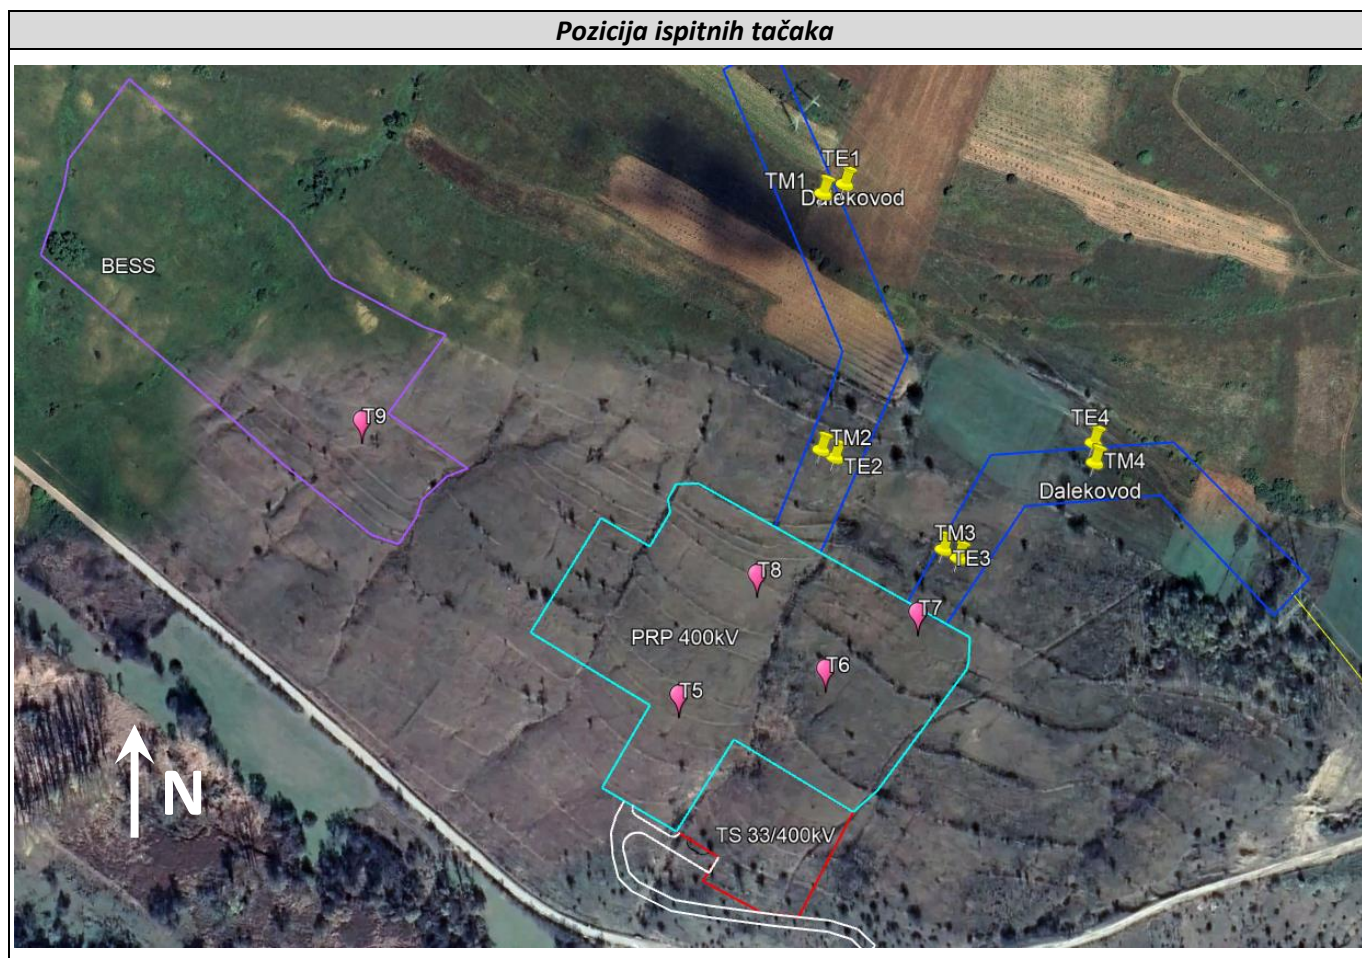 Pozicija ispitnih tačaka
TE1
TM1
Dalekovod
BESS
T9
TM2
TE2
TE4
TM4
Dalekovod
TM3
TE3
T8
T7
PRP 400kV
T6
T5
N
TS 33/400kV